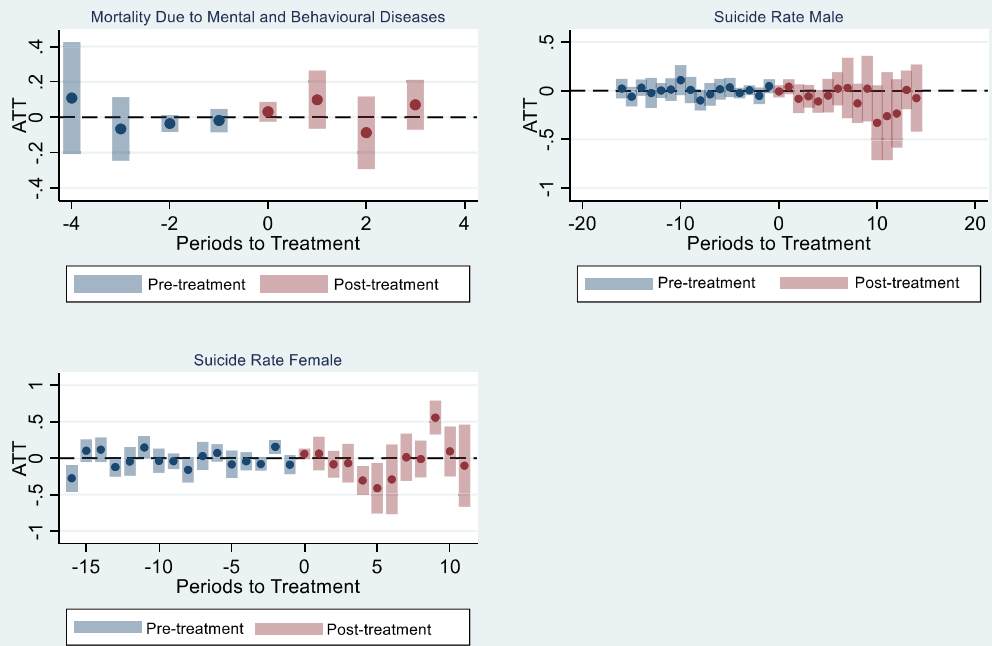 Mortality Due to Mental and Behavioural Diseases
ATT
.4
.2
0
-.2
-.4
-4
-2
0
2
4
Periods to Treatment
Pre-treatment
Post-treatment
Suicide Rate Male
ATT
.5
0
-.5
-1
-20
-10
0
10
20
Periods to Treatment
Pre-treatment
Post-treatment
Suicide Rate Female
ATT
1
.5
0
-.5
-1
-15
-10
-5
0
5
10
Periods to Treatment
Pre-treatment
Post-treatment